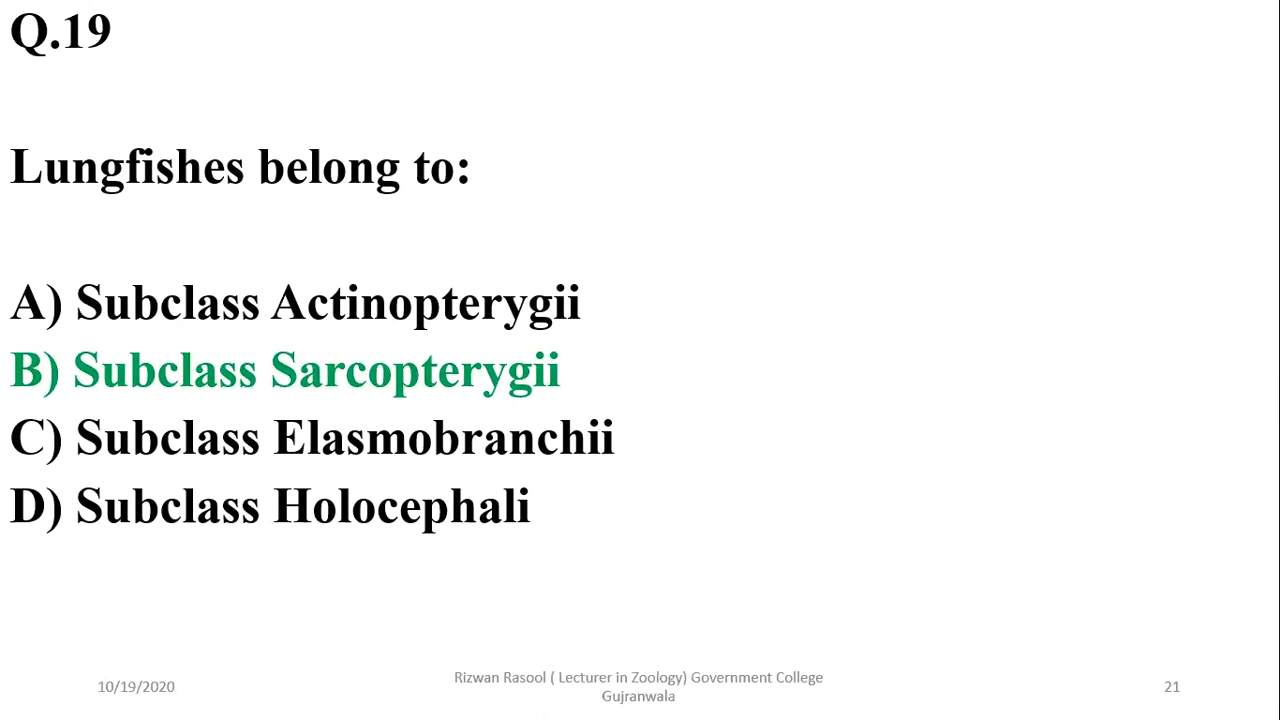 Q.19
Lungfishes belong to:
A) Subclass Actinopterygii
B) Subclass Sarcopterygii
C) Subclass Elasmobranchii
D) Subclass Holocephali
10/19/2020
Rizwan Rasool ( Lecturer in Zoology) Government College
Gujranwala
21